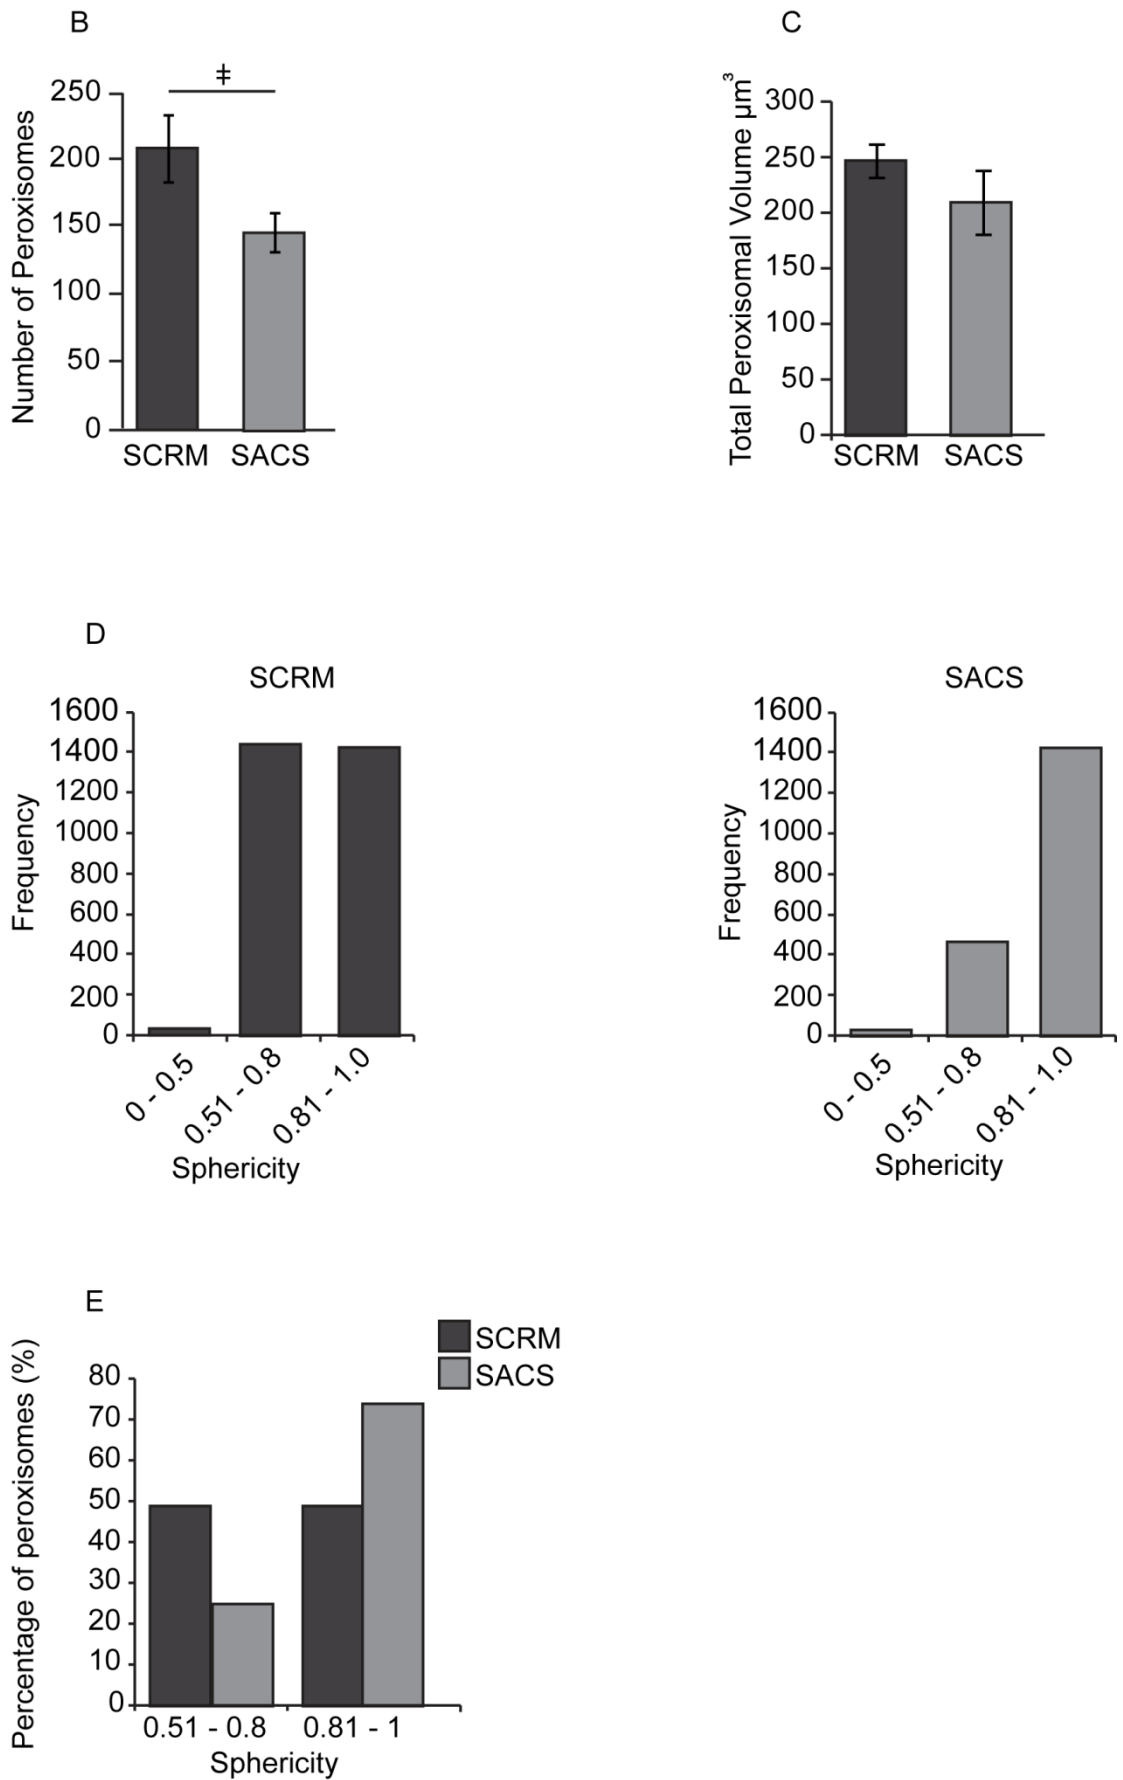 B
C
Number of Peroxisomes
250
200
150
100
50
0
‡
SCRM SACS
Total Peroxisomal Volume µm³
300
250
200
150
100
50
0
SCRM SACS
D
SCRM
Frequency
1600
1400
1200
1000
800
600
400
200
0
0 - 0.5
0.51 - 0.8
0.81 - 1.0
Sphericity
SACS
Frequency
1600
1400
1200
1000
800
600
400
200
0
0 - 0.5
0.51 - 0.8
0.81 - 1.0
Sphericity
E
SCRM
SACS
Percentage of peroxisomes (%)
80
70
60
50
40
30
20
10
0
0.51 - 0.8 0.81 - 1
Sphericity